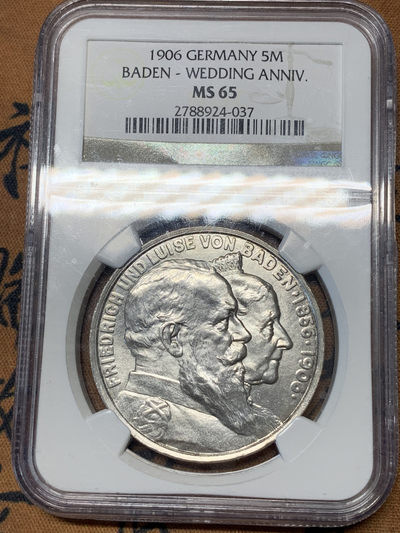 1906 GERMANY 5M
BADEN - WEDDING ANNIV.
MS 65
2788924-037
FRIEDRICH UND LUISE VON BADEN·1856·1906·